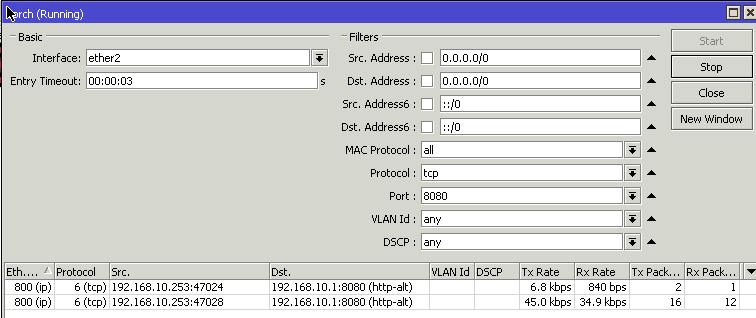 Torch (Running)
Basic
Interface: ether2
Entry Timeout: 00:00:03 s
Filters
Src. Address : 0.0.0.0/0
Dst. Address : 0.0.0.0/0
Src. Address6 : ::/0
Dst. Address6 : ::/0
MAC Protocol : all
Protocol : tcp
Port : 8080
VLAN Id : any
DSCP : any
Start
Stop
Close
New Window
Eth.... Protocol Src. Dst. VLAN Id DSCP Tx Rate Rx Rate Tx Pack... Rx Pack...
800 (ip) 6 (tcp) 192.168.10.253:47024 192.168.10.1:8080 (http-alt) 6.8 kbps 840 bps 2 1
800 (ip) 6 (tcp) 192.168.10.253:47028 192.168.10.1:8080 (http-alt) 45.0 kbps 34.9 kbps 16 12